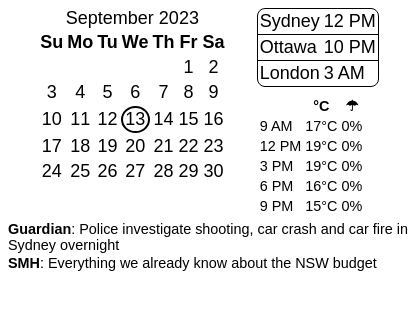 September 2023
Su Mo Tu We Th Fr Sa
1 2
3 4 5 6 7 8 9
10 11 12 13 14 15 16
17 18 19 20 21 22 23
24 25 26 27 28 29 30
Sydney 12 PM
Ottawa 10 PM
London 3 AM
°C ☂
9 AM 17°C 0%
12 PM 19°C 0%
3 PM 19°C 0%
6 PM 16°C 0%
9 PM 15°C 0%
Guardian: Police investigate shooting, car crash and car fire in
Sydney overnight
SMH: Everything we already know about the NSW budget